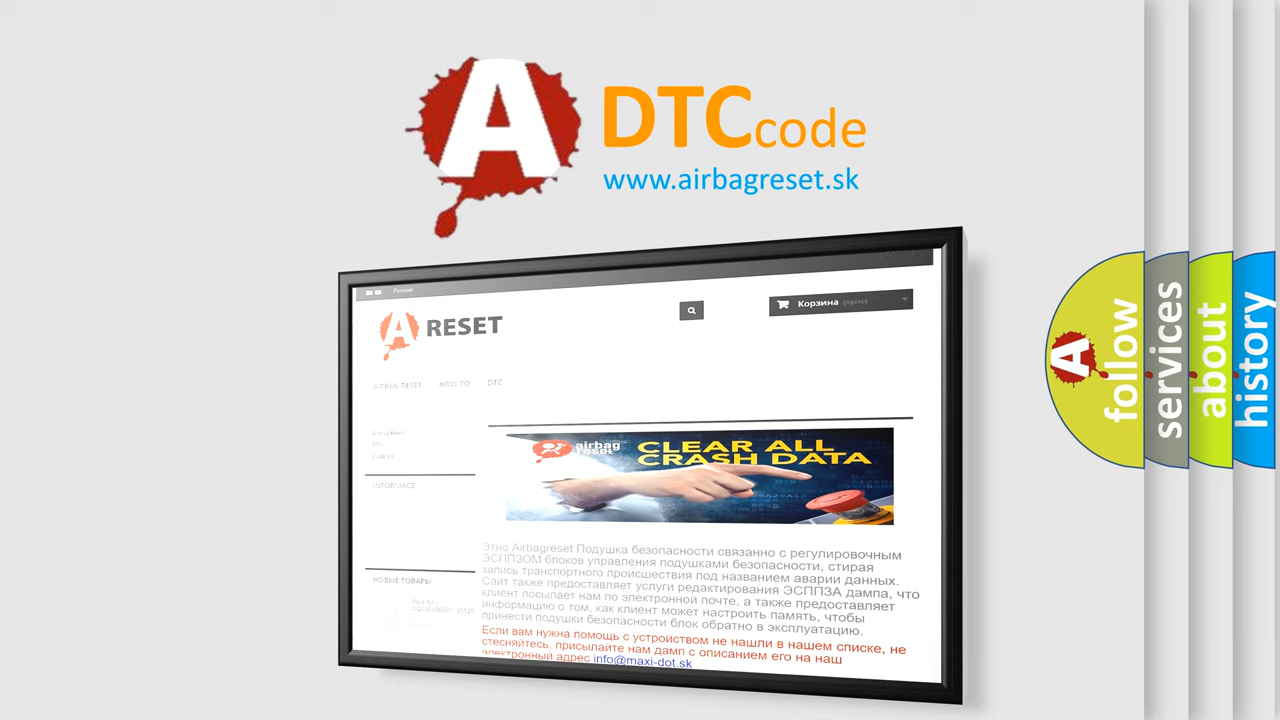 A
DTCcode
www.airbagreset.sk
Русский
A RESET
Корзина (пусто)
AIRBAG RESET HOW TO DTC
INFORMACE
НОВЫЕ ТОВАРЫ
airbag
reset
CLEAR ALL
CRASH DATA
Этно Airbagreset Подушка безопасности связанно с регулировочным
ЭСППЗОМ блоков управления подушками безопасности, стирая
запись транспортного происшествия под названием аварии данных.
Сайт также предоставляет услуги редактирования ЭСППЗА дампа, что
клиент посылает нам по электронной почте, а также предоставляет
информацию о том, как клиент может настроить память, чтобы
принести подушки безопасности блок обратно в эксплуатацию.
Если вам нужна помощь с устройством не нашли в нашем списке, не
стесняйтесь, присылайте нам дамп с описанием его на наш
электронный адрес info@maxi-dot.sk
A
follow
services
about
history